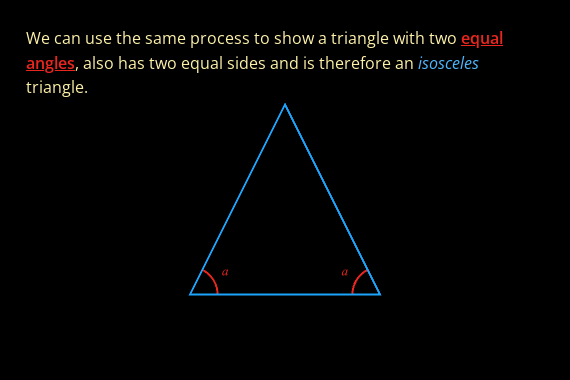 We can use the same process to show a triangle with two equal
angles, also has two equal sides and is therefore an isosceles
triangle.
a a